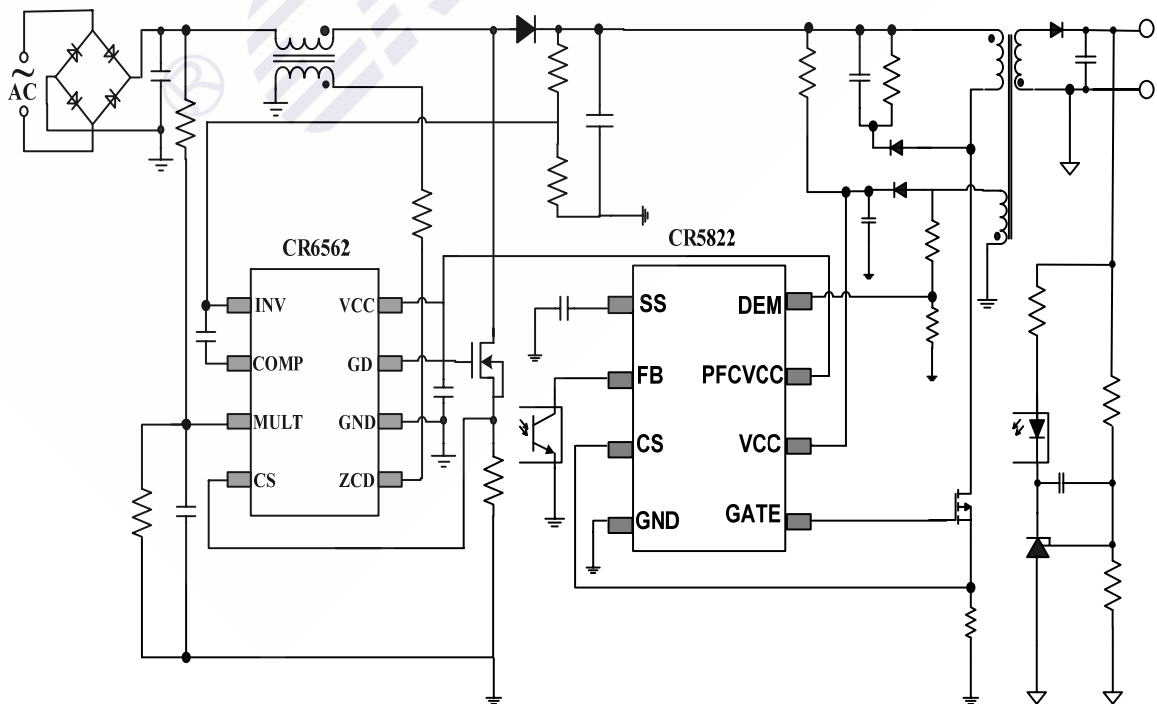 ~
AC
®
CR6562
INV
COMP
MULT
CS
VCC
GD
GND
ZCD
CR5822
SS
FB
CS
GND
DEM
PFCVCC
VCC
GATE